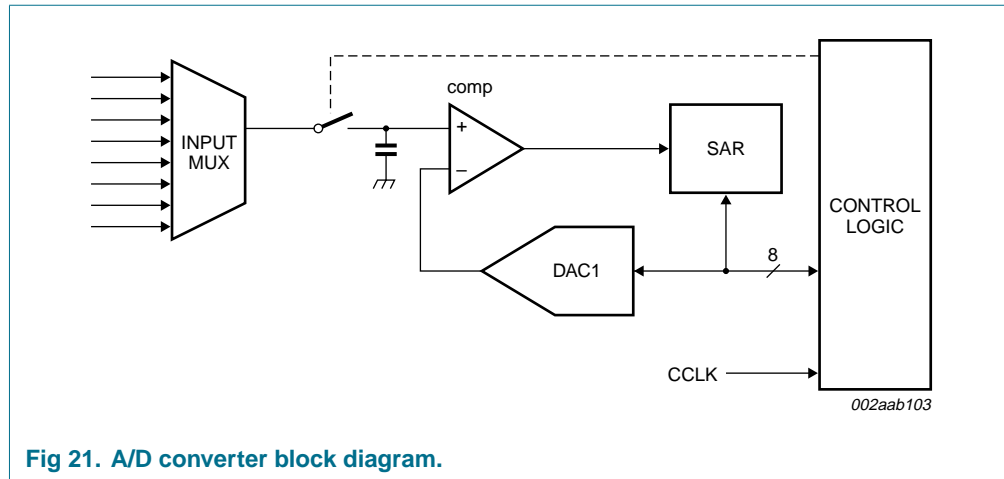 comp
INPUT
MUX
+
–
SAR
CONTROL
LOGIC
DAC1
8
CCLK
002aab103
Fig 21. A/D converter block diagram.